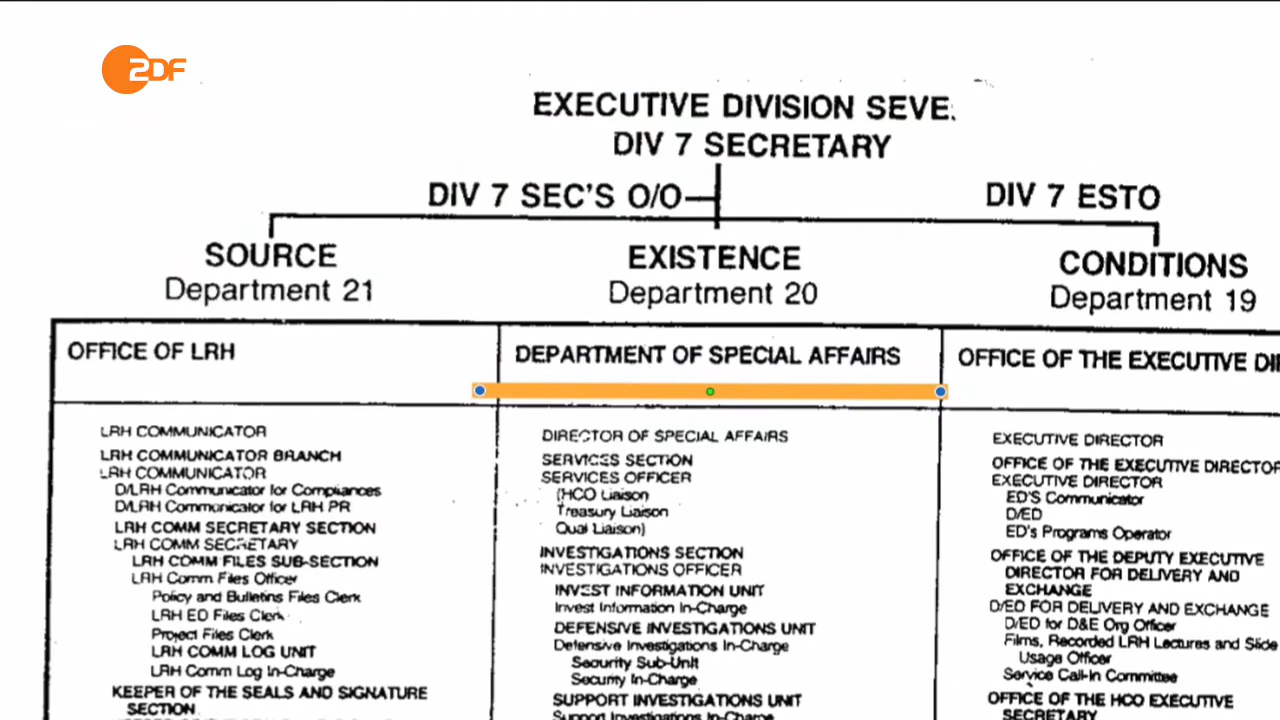 ZDF
EXECUTIVE DIVISION SEVE
DIV 7 SECRETARY
DIV 7 SEC'S O/O
DIV 7 ESTO
SOURCE
Department 21
EXISTENCE
Department 20
CONDITIONS
Department 19
OFFICE OF LRH
LRH COMMUNICATOR
LRH COMMUNICATOR BRANCH
LRH COMMUNICATOR
D/LRH Communicator for Compliances
D/LRH Communicator for LRH PR
LRH COMM SECRETARY SECTION
LRH COMM SECRETARY
LRH COMM FILES SUB-SECTION
LRH Comm Files Officer
Policy and Bulletins Files Clerk
LRH ED Files Clerk
Project Files Clerk
LRH COMM LOG UNIT
LRH Comm Log In-Charge
KEEPER OF THE SEALS AND SIGNATURE
SECTION
DEPARTMENT OF SPECIAL AFFAIRS
DIRECTOR OF SPECIAL AFFAIRS
SERVICES SECTION
SERVICES OFFICER
(HCO Liaison
Treasury Liaison
Qual Liaison)
INVESTIGATIONS SECTION
INVESTIGATIONS OFFICER
INVEST INFORMATION UNIT
Invest Information In-Charge
DEFENSIVE INVESTIGATIONS UNIT
Defensive Investigations In-Charge
Security Sub-Unit
Security In-Charge
SUPPORT INVESTIGATIONS UNIT
Support Investigations In-Charge
OFFICE OF THE EXECUTIVE DI
EXECUTIVE DIRECTOR
OFFICE OF THE EXECUTIVE DIRECTOR
EXECUTIVE DIRECTOR
ED'S Communicator
D/ED
ED's Programs Operator
OFFICE OF THE DEPUTY EXECUTIVE
DIRECTOR FOR DELIVERY AND
EXCHANGE
D/ED FOR DELIVERY AND EXCHANGE
D/ED for D&E Org Officer
Films, Recorded LRH Lectures and Slide
Usage Officer
Service Call-In Committee
OFFICE OF THE HCO EXECUTIVE
SECRETARY